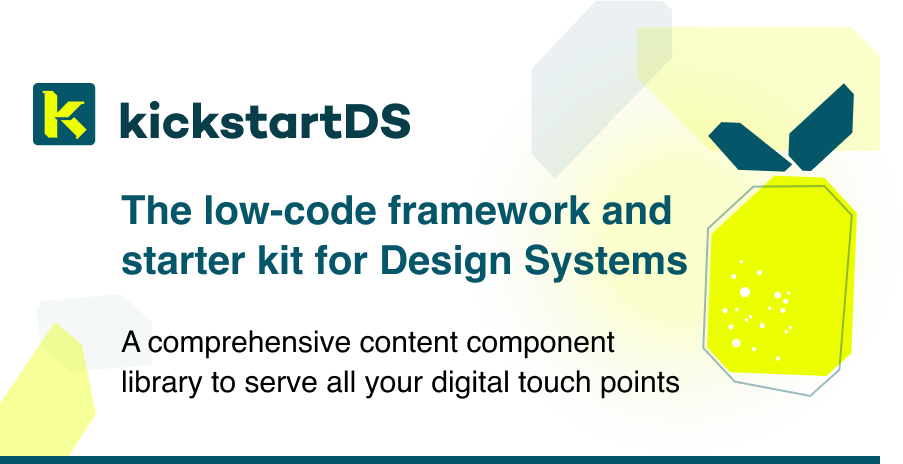 k kickstartDS
The low-code framework and
starter kit for Design Systems
A comprehensive content component
library to serve all your digital touch points